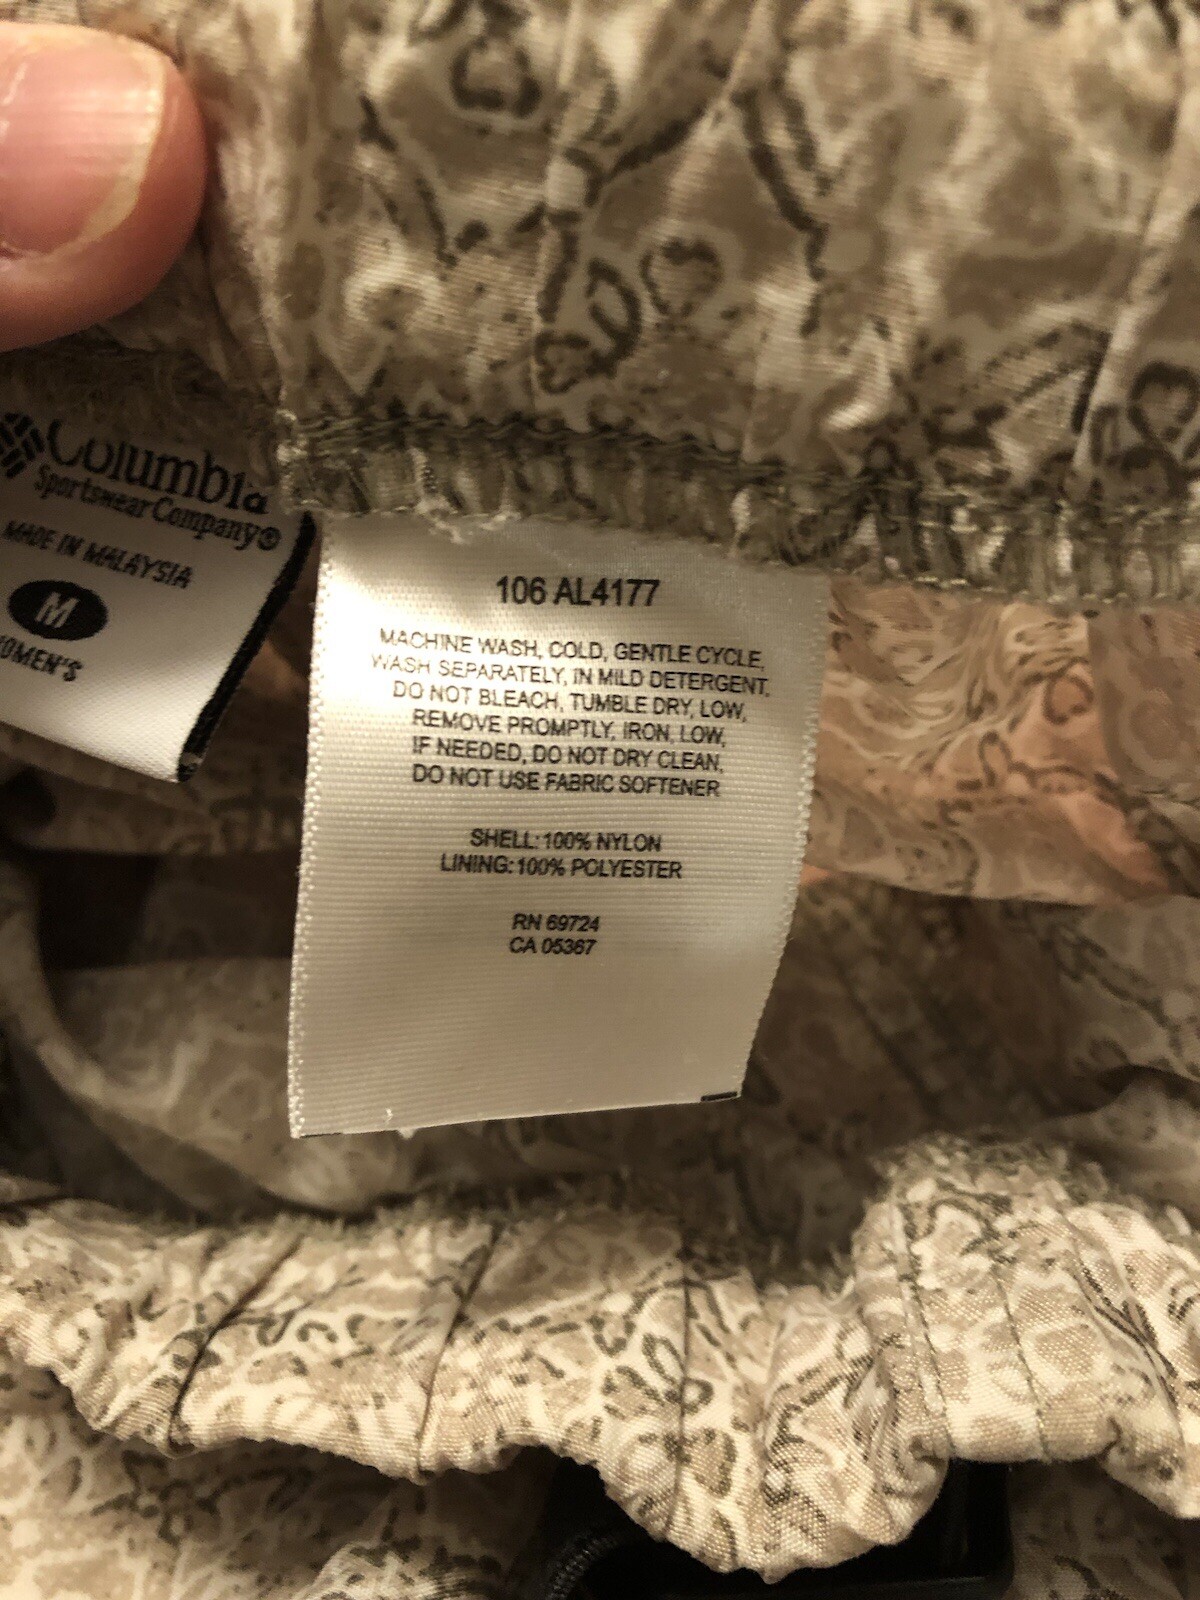 Columbia
Sportswear Company®
MADE IN MALAYSIA
M
WOMEN'S
106 AL4177
MACHINE WASH, COLD, GENTLE CYCLE,
WASH SEPARATELY, IN MILD DETERGENT,
DO NOT BLEACH, TUMBLE DRY, LOW,
REMOVE PROMPTLY, IRON, LOW,
IF NEEDED, DO NOT DRY CLEAN,
DO NOT USE FABRIC SOFTENER
SHELL: 100% NYLON
LINING: 100% POLYESTER
RN 69724
CA 05367